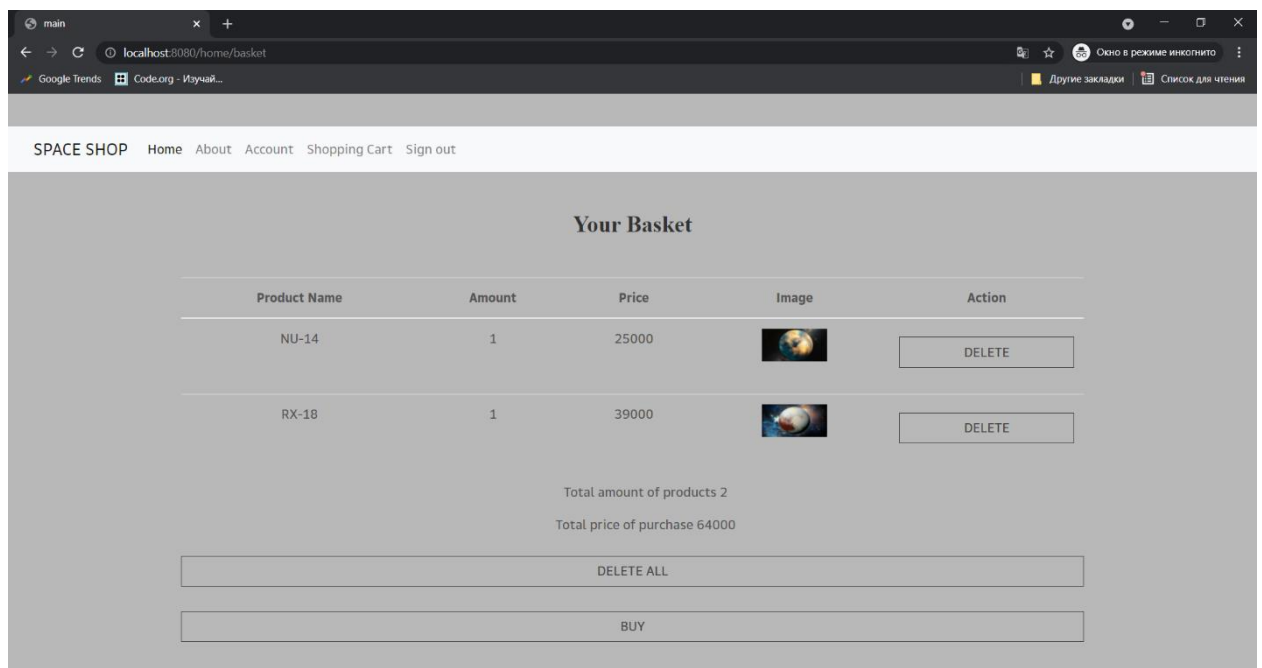 main
localhost:8080/home/basket
Окно в режиме инкогнито
Google Trends Code.org - Изучай...
Другие закладки Список для чтения
SPACE SHOP Home About Account Shopping Cart Sign out
Your Basket
Product Name Amount Price Image Action
NU-14 1 25000 DELETE
RX-18 1 39000 DELETE
Total amount of products 2
Total price of purchase 64000
DELETE ALL
BUY